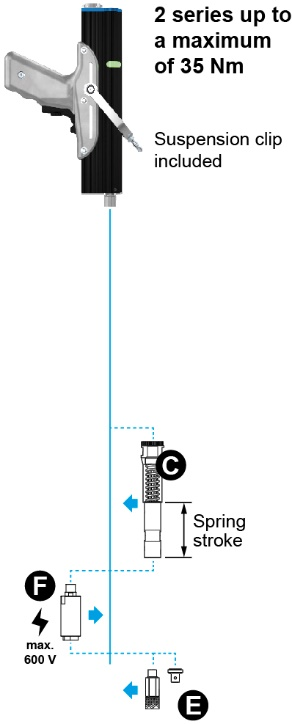 2 series up to
a maximum
of 35 Nm
Suspension clip
included
C
Spring
stroke
F
max.
600 V
E